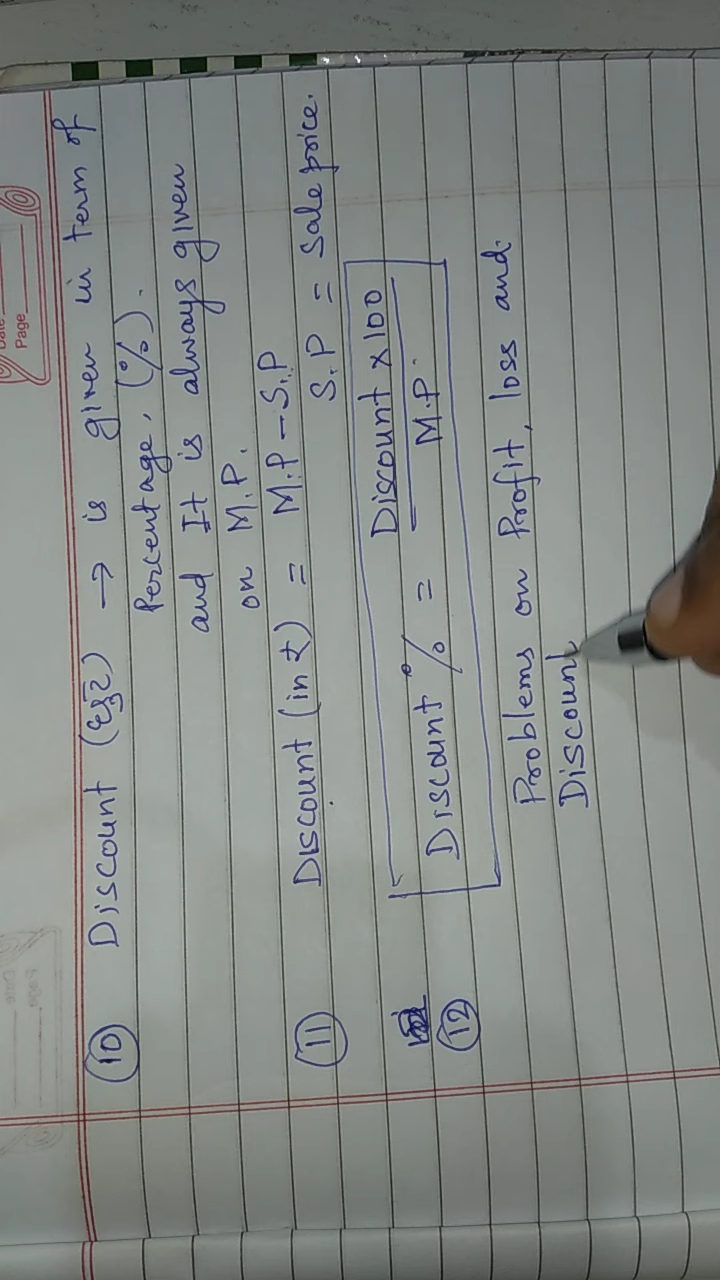 Date
Page
(10) Discount (छूट) → is given in term of
Percentage, (%).
and It is always given
on M.P.
(11) Discount (in ₹) = M.P - S.P
S.P = Sale price.
(12) Discount % = Discount × 100 / M.P.
Problems on Profit, loss and
Discount